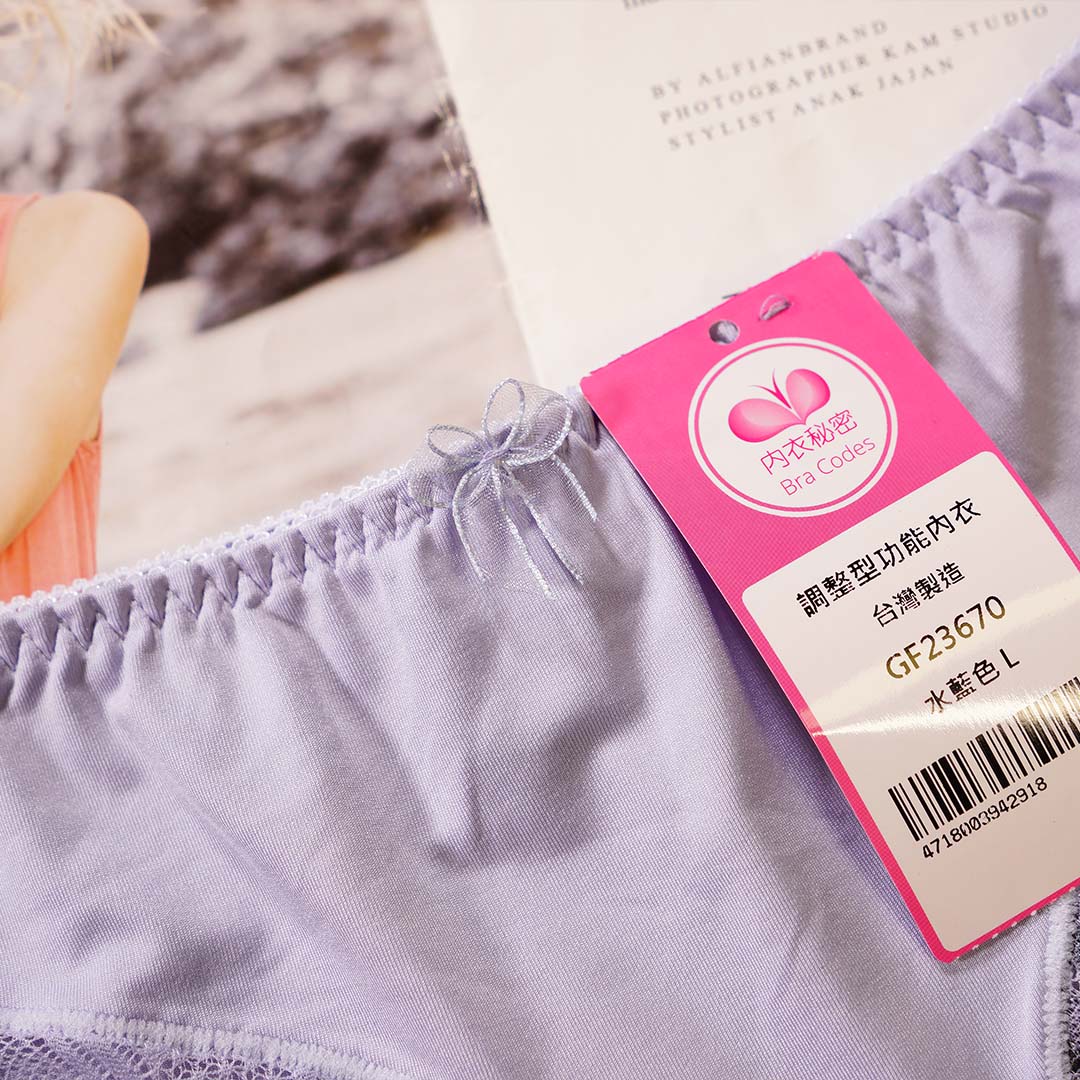 BY ALFIANBRAND
PHOTOGRAPHER KAM STUDIO
STYLIST ANAK JAJAN
內衣秘密
Bra Codes
調整型功能內衣
台灣製造
GF23670
水藍色 L
4718003942918